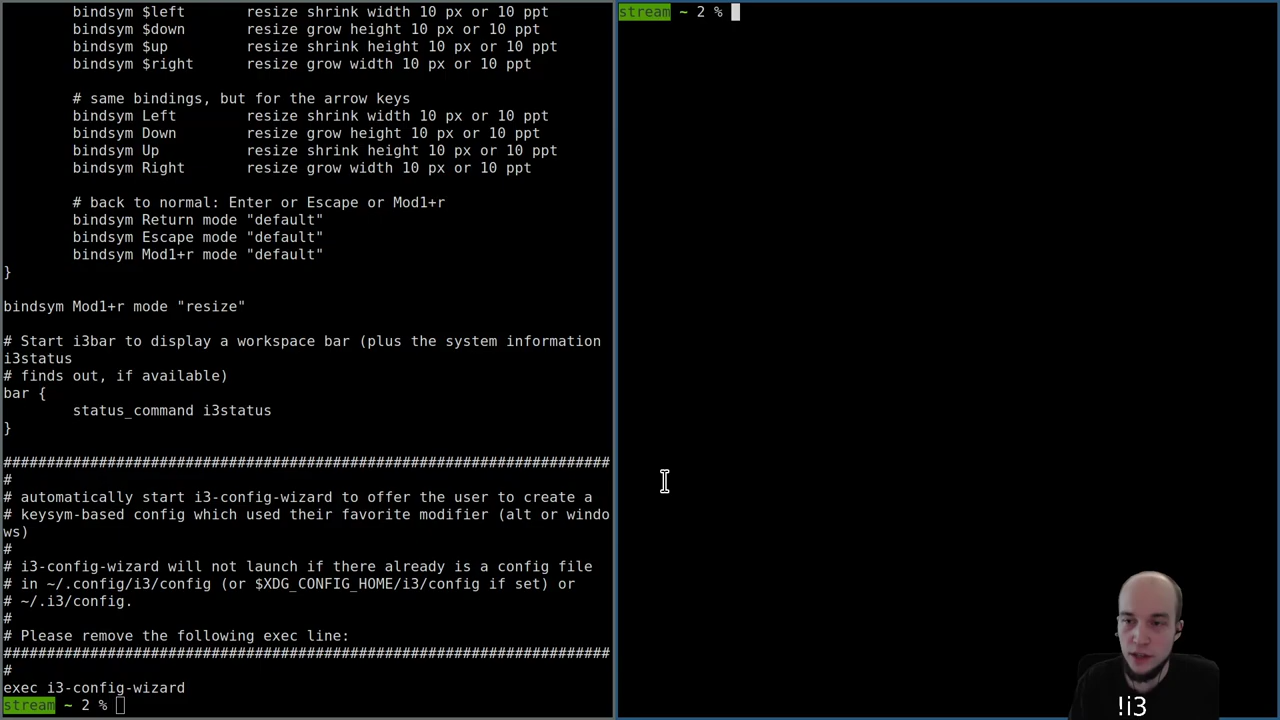 bindsym $left       resize shrink width 10 px or 10 ppt
        bindsym $down       resize grow height 10 px or 10 ppt
        bindsym $up         resize shrink height 10 px or 10 ppt
        bindsym $right      resize grow width 10 px or 10 ppt
        # same bindings, but for the arrow keys
        bindsym Left        resize shrink width 10 px or 10 ppt
        bindsym Down        resize grow height 10 px or 10 ppt
        bindsym Up          resize shrink height 10 px or 10 ppt
        bindsym Right       resize grow width 10 px or 10 ppt
        # back to normal: Enter or Escape or Mod1+r
        bindsym Return mode "default"
        bindsym Escape mode "default"
        bindsym Mod1+r mode "default"
}
bindsym Mod1+r mode "resize"
# Start i3bar to display a workspace bar (plus the system information
i3status
# finds out, if available)
bar {
        status_command i3status
}
######################################################################
#
# automatically start i3-config-wizard to offer the user to create a
# keysym-based config which used their favorite modifier (alt or windo
ws)
#
# i3-config-wizard will not launch if there already is a config file
# in ~/.config/i3/config (or $XDG_CONFIG_HOME/i3/config if set) or
# ~/.i3/config.
#
# Please remove the following exec line:
######################################################################
#
exec i3-config-wizard
stream ~ 2 %
stream ~ 2 %
!i3